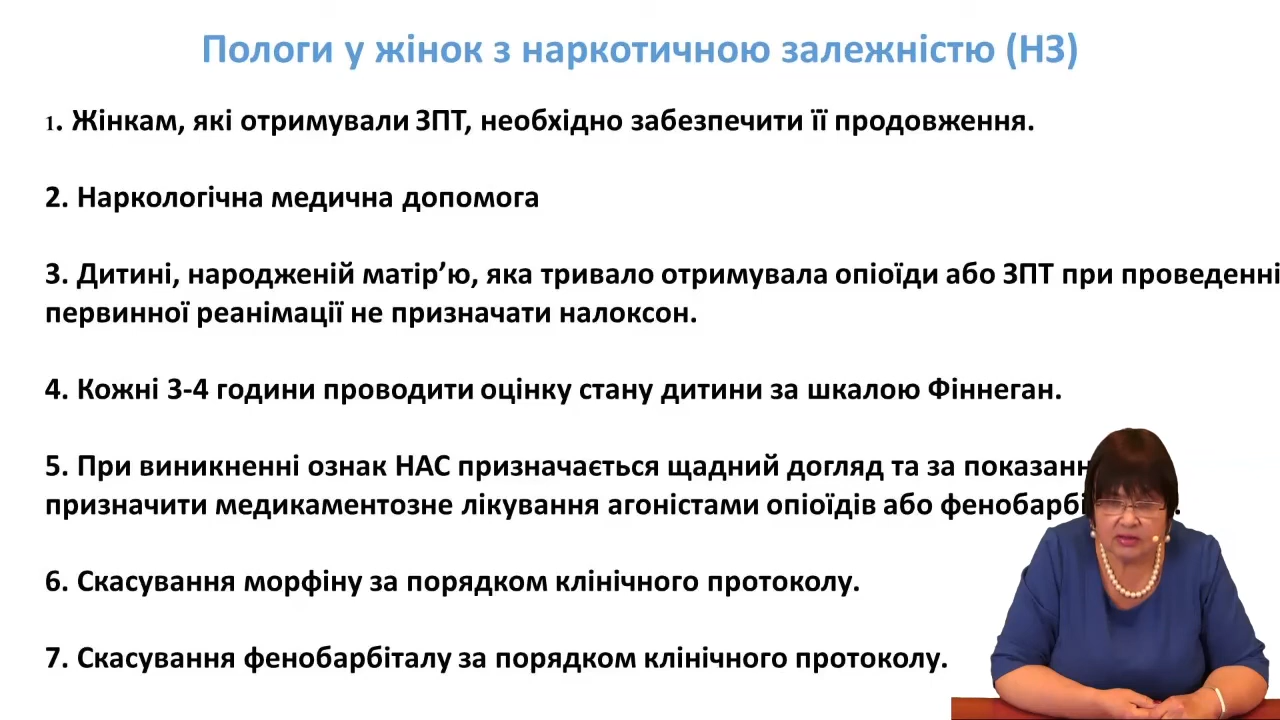 Пологи у жінок з наркотичною залежністю (НЗ)
1. Жінкам, які отримували ЗПТ, необхідно забезпечити її продовження.
2. Наркологічна медична допомога
3. Дитині, народженій матір’ю, яка тривало отримувала опіоїди або ЗПТ при проведенні
первинної реанімації не призначати налоксон.
4. Кожні 3-4 години проводити оцінку стану дитини за шкалою Фіннеган.
5. При виникненні ознак НАС призначається щадний догляд та за
призначити медикаментозне лікування агоністами опіоїдів або
6. Скасування морфіну за порядком клінічного протоколу.
7. Скасування фенобарбіталу за порядком клінічного протоколу.